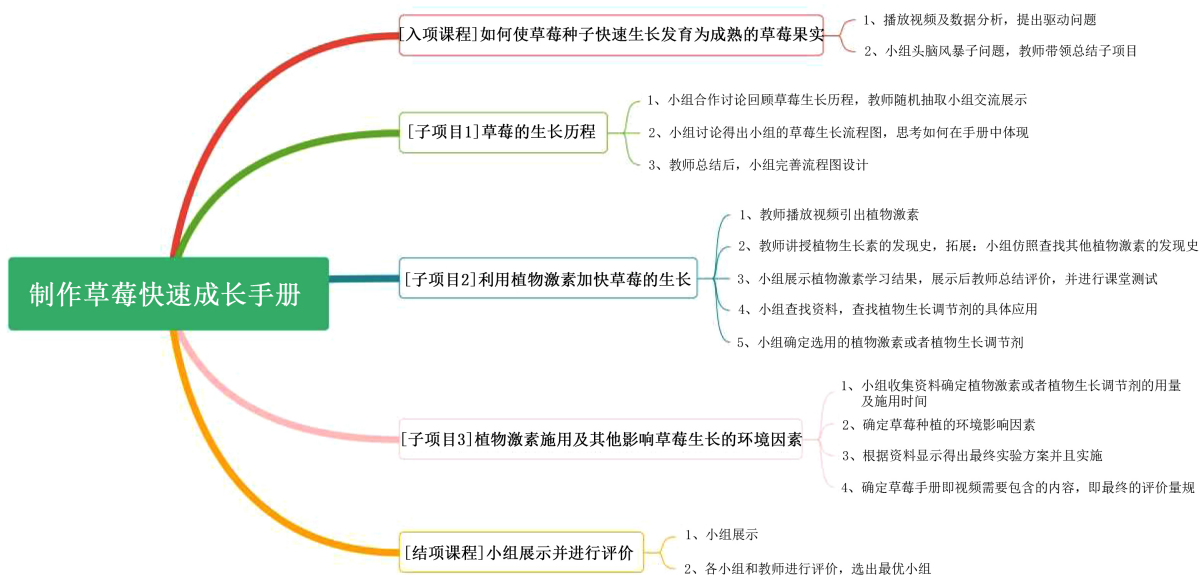 制作草莓快速成长手册
[入项课程]如何使草莓种子快速生长发育为成熟的草莓果实
1、播放视频及数据分析，提出驱动问题
2、小组头脑风暴子问题，教师带领总结子项目
[子项目1]草莓的生长历程
1、小组合作讨论回顾草莓生长历程，教师随机抽取小组交流展示
2、小组讨论得出小组的草莓生长流程图，思考如何在手册中体现
3、教师总结后，小组完善流程图设计
[子项目2]利用植物激素加快草莓的生长
1、教师播放视频引出植物激素
2、教师讲授植物生长素的发现史，拓展：小组仿照查找其他植物激素的发现史
3、小组展示植物激素学习结果，展示后教师总结评价，并进行课堂测试
4、小组查找资料，查找植物生长调节剂的具体应用
5、小组确定选用的植物激素或者植物生长调节剂
[子项目3]植物激素施用及其他影响草莓生长的环境因素
1、小组收集资料确定植物激素或者植物生长调节剂的用量
及施用时间
2、确定草莓种植的环境影响因素
3、根据资料显示得出最终实验方案并且实施
4、确定草莓手册即视频需要包含的内容，即最终的评价量规
[结项课程]小组展示并进行评价
1、小组展示
2、各小组和教师进行评价，选出最优小组